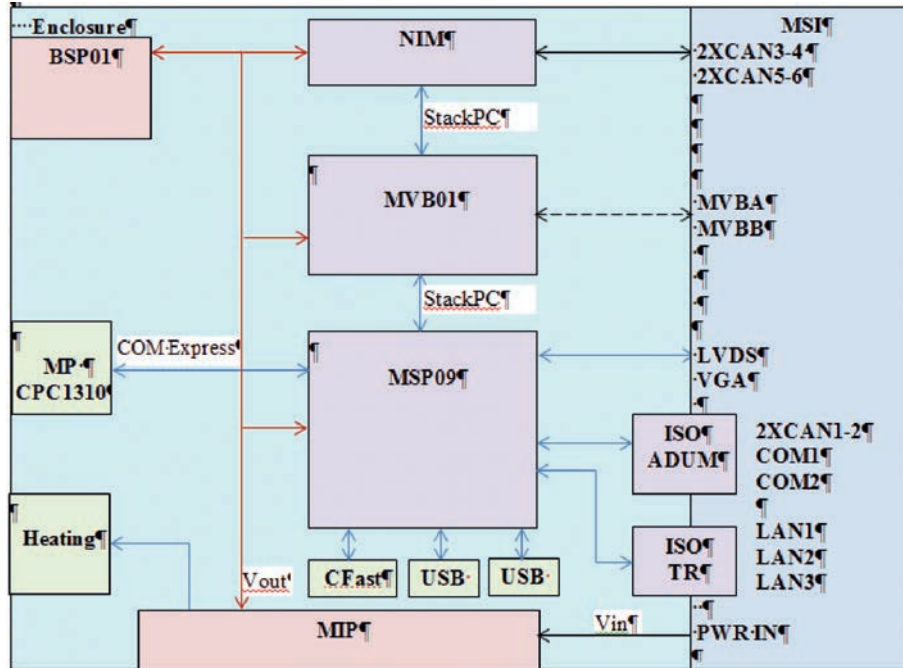 ¶
····Enclosure¶
BSP01¶
NIM¶
MSI¶
·2XCAN3-4¶
2XCAN5-6¶
¶
¶
¶
¶
StackPC¶
¶
MVB01¶
·MVBA¶
·MVBB¶
·¶
·¶
·¶
¶
StackPC¶
¶
MP·¶
CPC1310¶
COM·Express¶
¶
MSP09¶
·LVDS¶
·VGA¶
·¶
ISO¶
ADUM¶
2XCAN1-2¶
COM1¶
COM2¶
¶
¶
Heating¶
ISO¶
TR¶
LAN1¶
LAN2¶
LAN3¶
CFast¶
USB·
USB·
Vout¶
MIP¶
Vin¶
··¶
·PWR·IN¶
¶